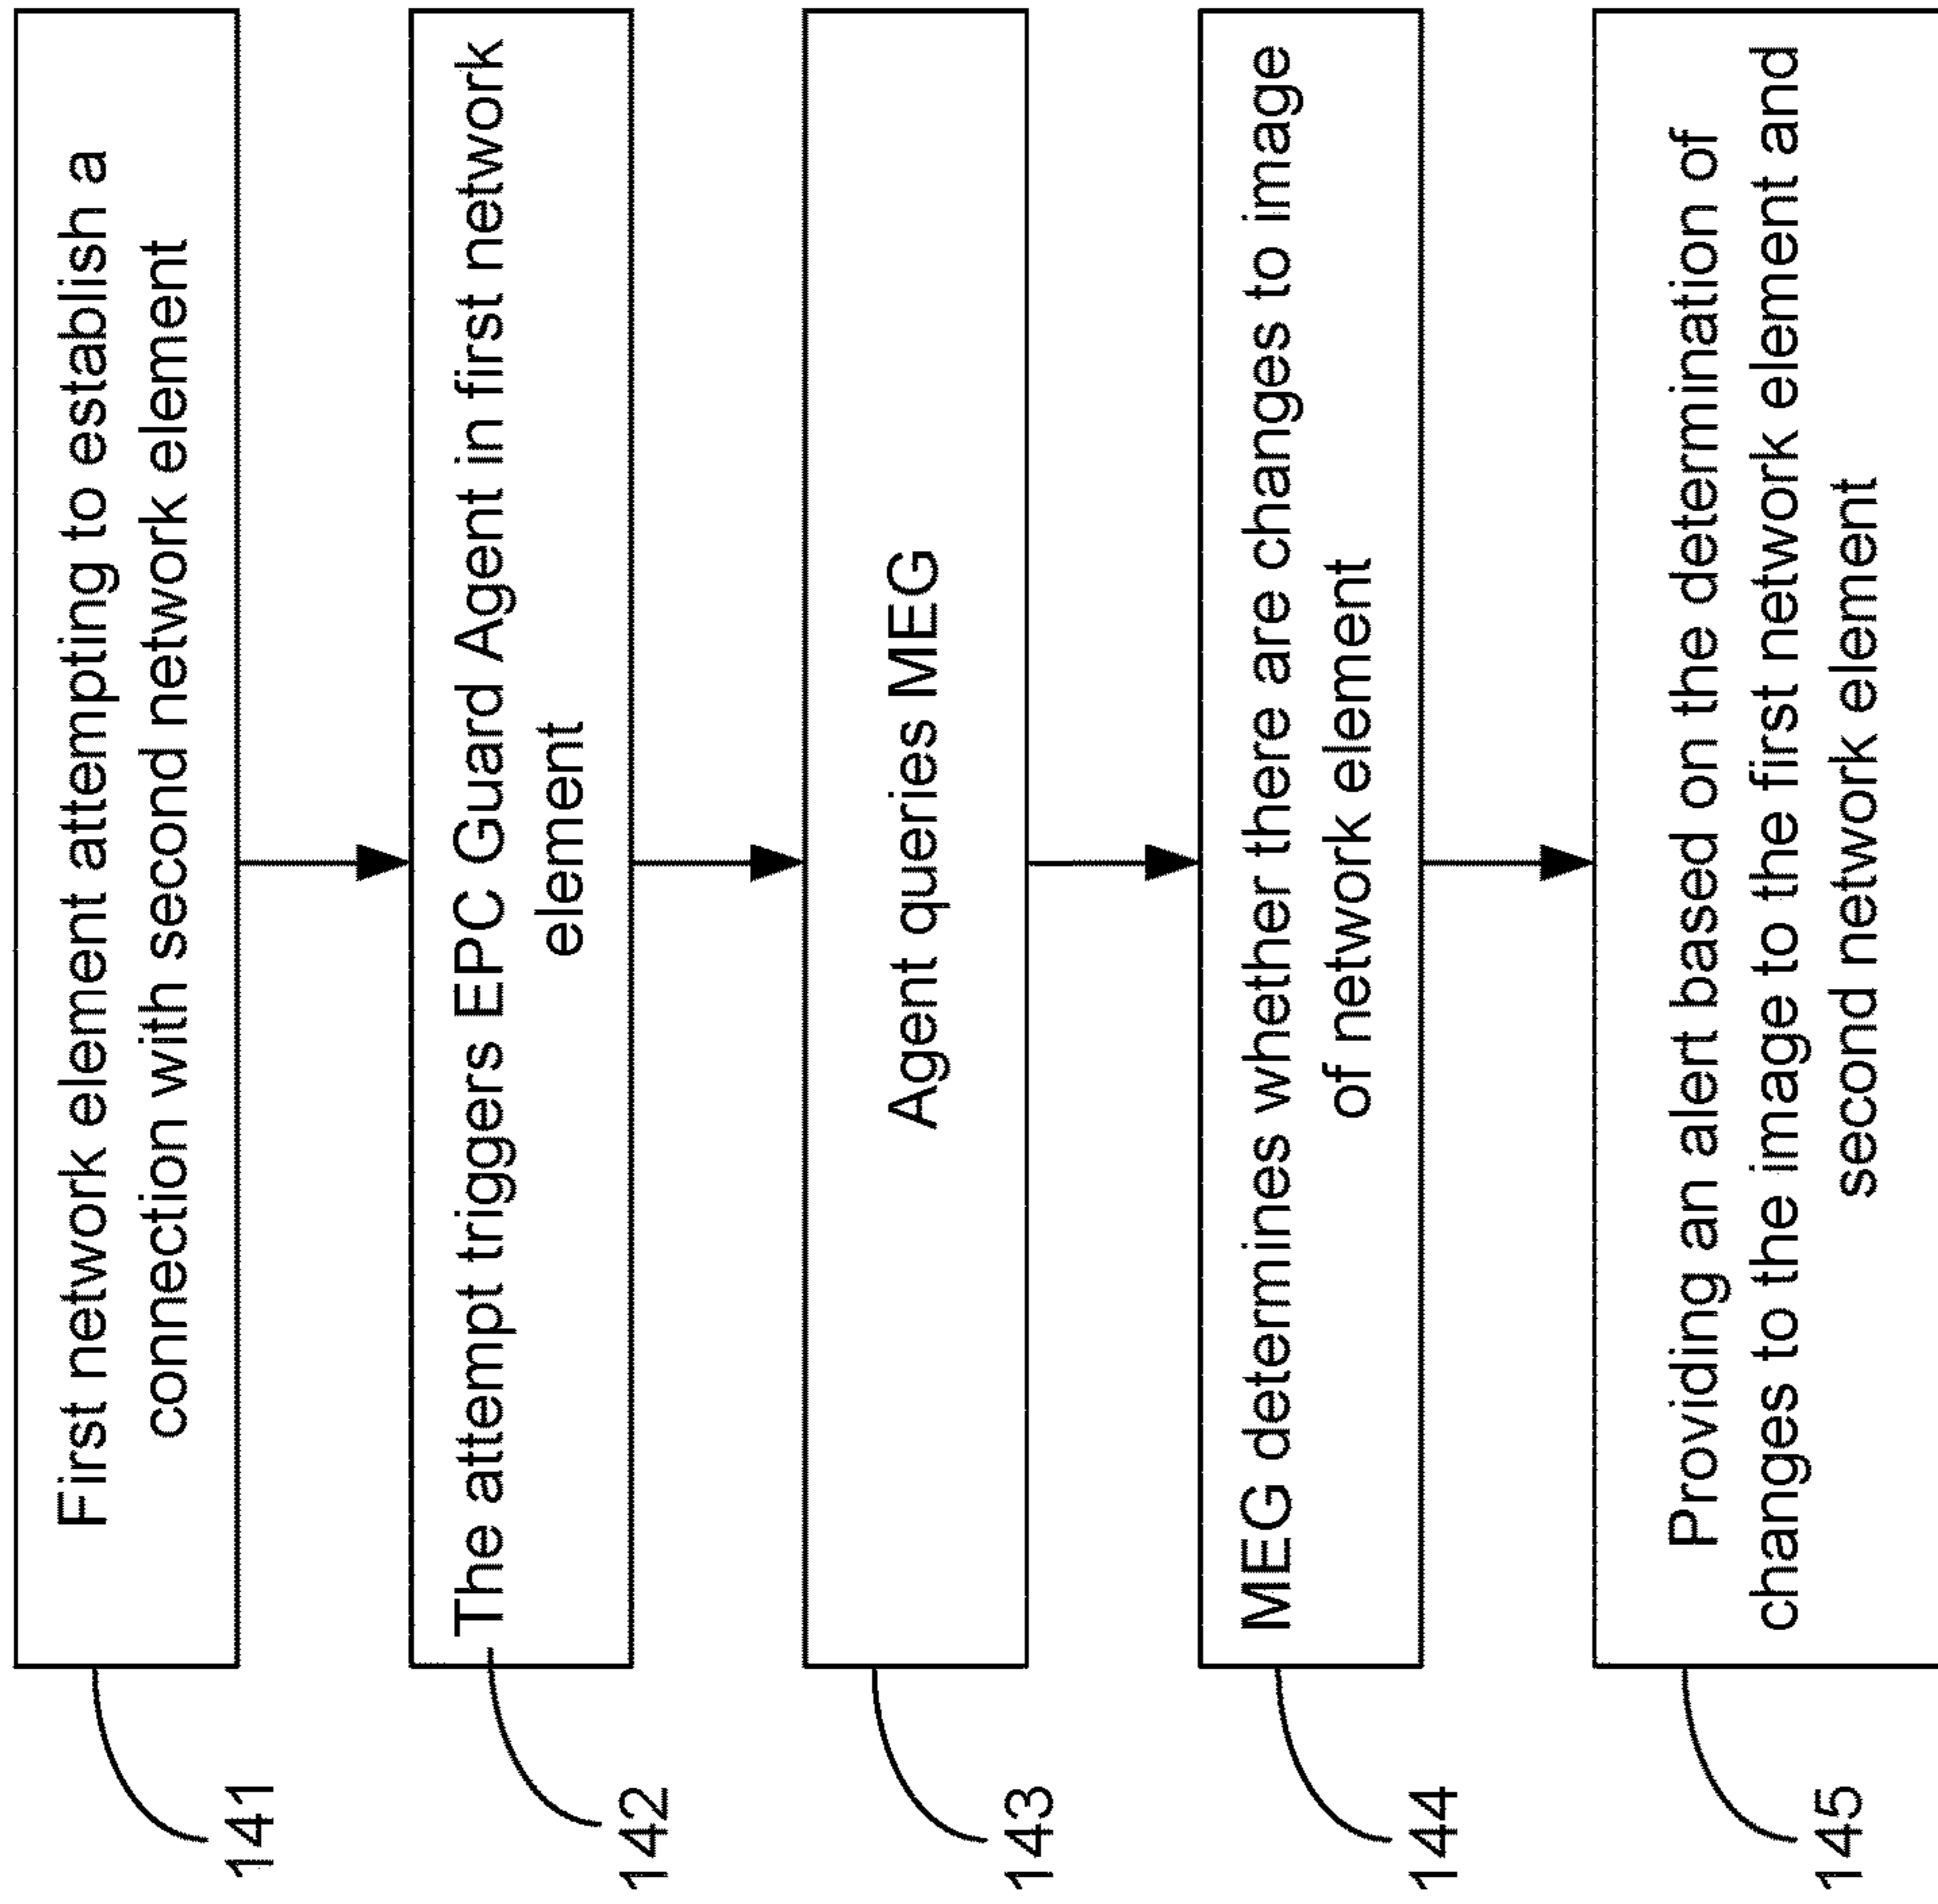 141
First network element attempting to establish a
connection with second network element
142
The attempt triggers EPC Guard Agent in first network
element
143
Agent queries MEG
144
MEG determines whether there are changes to image
of network element
145
Providing an alert based on the determination of
changes to the image to the first network element and
second network element